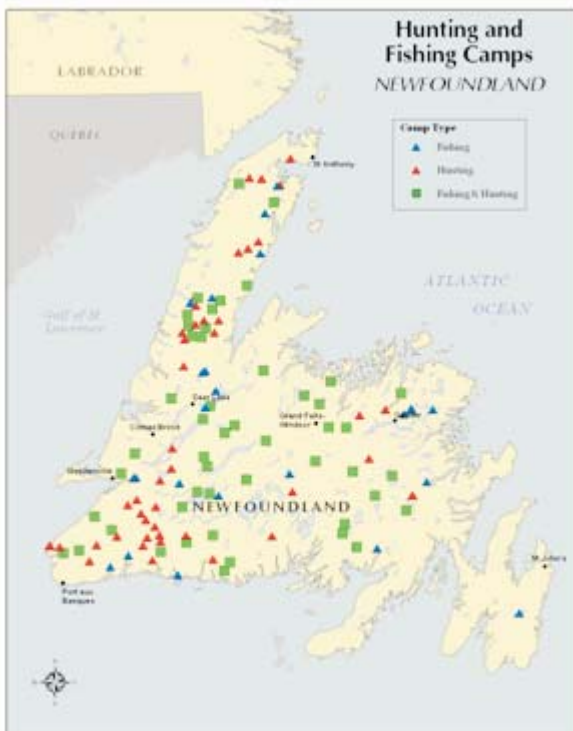 Hunting and
Fishing Camps
NEWFOUNDLAND
LABRADOR
QUEBEC
Camp Type
Fishing
Hunting
Fishing & Hunting
St Anthony
ATLANTIC
OCEAN
Gulf of St
Lawrence
Deer Lake
Corner Brook
Grand Falls-
Windsor
Gander
Stephenville
NEWFOUNDLAND
St. John's
Port aux
Basques